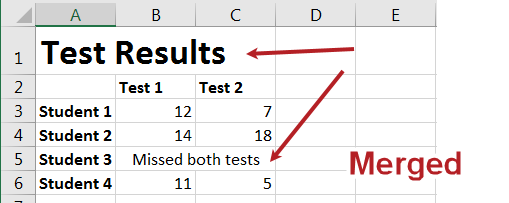 A B C D E
1 Test Results
2 Test 1 Test 2
3 Student 1 12 7
4 Student 2 14 18
5 Student 3 Missed both tests
Merged
6 Student 4 11 5